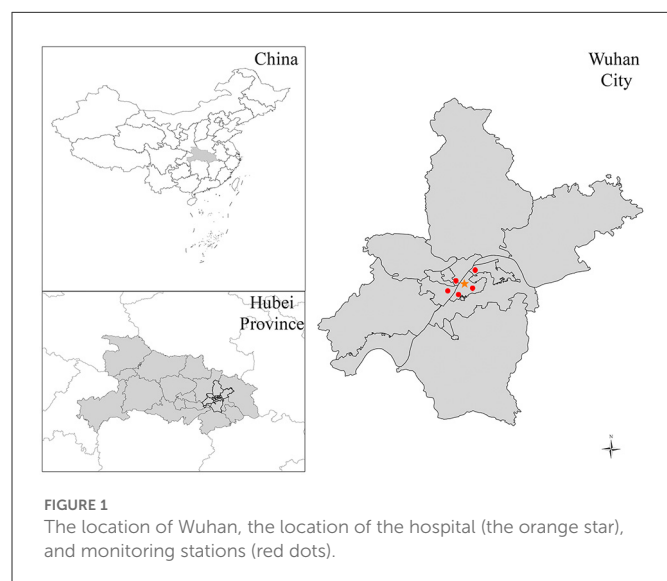 China
Hubei
Province
Wuhan
City
N
FIGURE 1
The location of Wuhan, the location of the hospital (the orange star),
and monitoring stations (red dots).